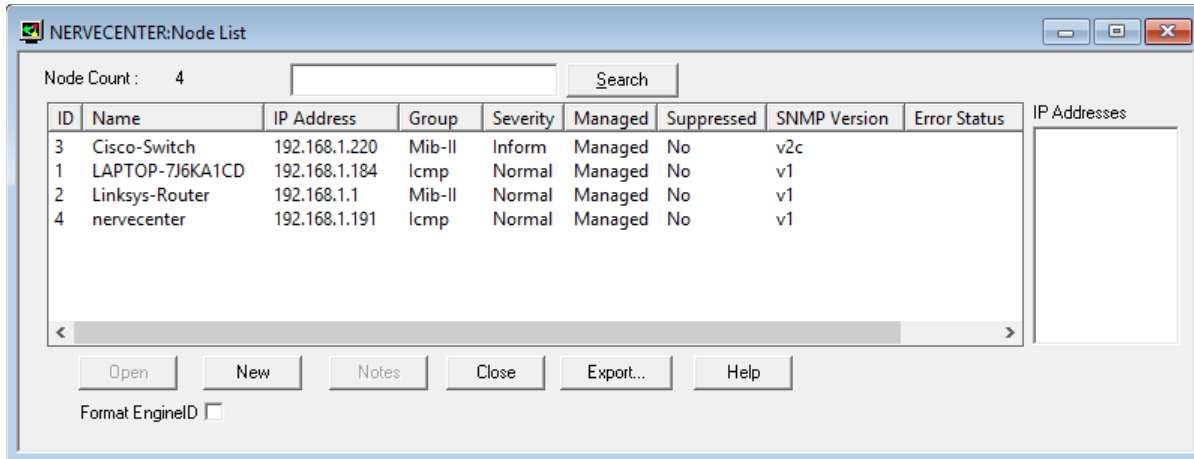 NERVECENTER:Node List
Node Count : 4 Search
ID Name IP Address Group Severity Managed Suppressed SNMP Version Error Status IP Addresses
3 Cisco-Switch 192.168.1.220 Mib-II Inform Managed No v2c
1 LAPTOP-7J6KA1CD 192.168.1.184 Icmp Normal Managed No v1
2 Linksys-Router 192.168.1.1 Mib-II Normal Managed No v1
4 nervecenter 192.168.1.191 Icmp Normal Managed No v1
Open New Notes Close Export... Help
Format EngineID